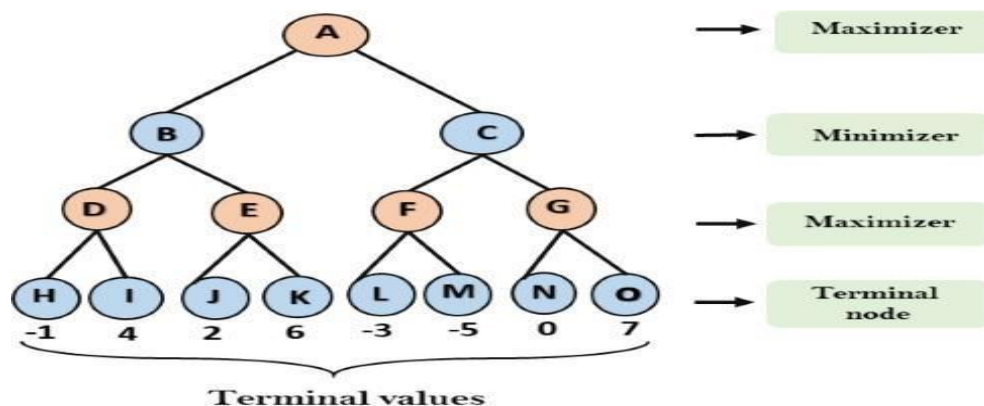 A
Maximizer
B
C
Minimizer
D
E
F
G
Maximizer
H
I
J
K
L
M
N
O
Terminal
node
-1
4
2
6
-3
-5
0
7
Terminal values